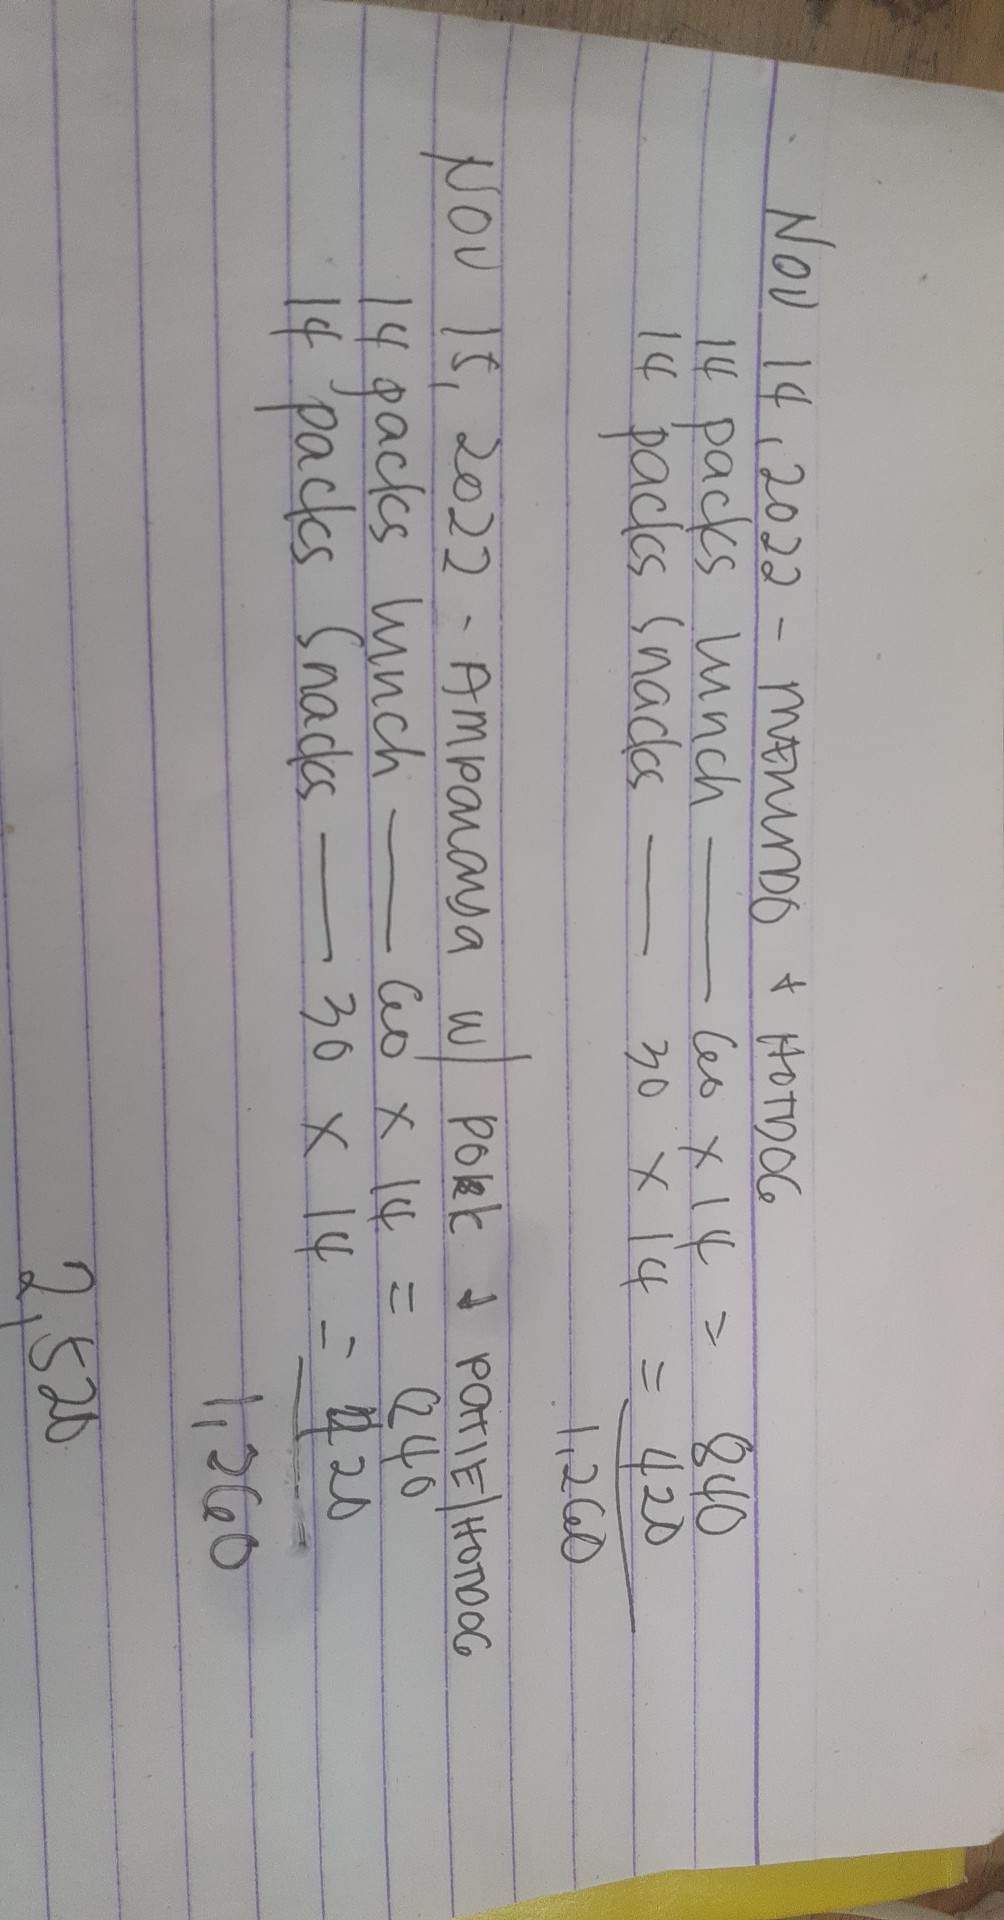 Nov 14, 2022 - MENUDO + HOTDOG
14 packs lunch — 60 x 14 = 840
14 packs snacks — 30 x 14 = 420
1,260
Nov 15, 2022 - AMPALAYA w/ PORK + PATTIE/HOTDOG
14 packs lunch — 60 x 14 = 840
14 packs snacks — 30 x 14 = 420
1,260
2,520